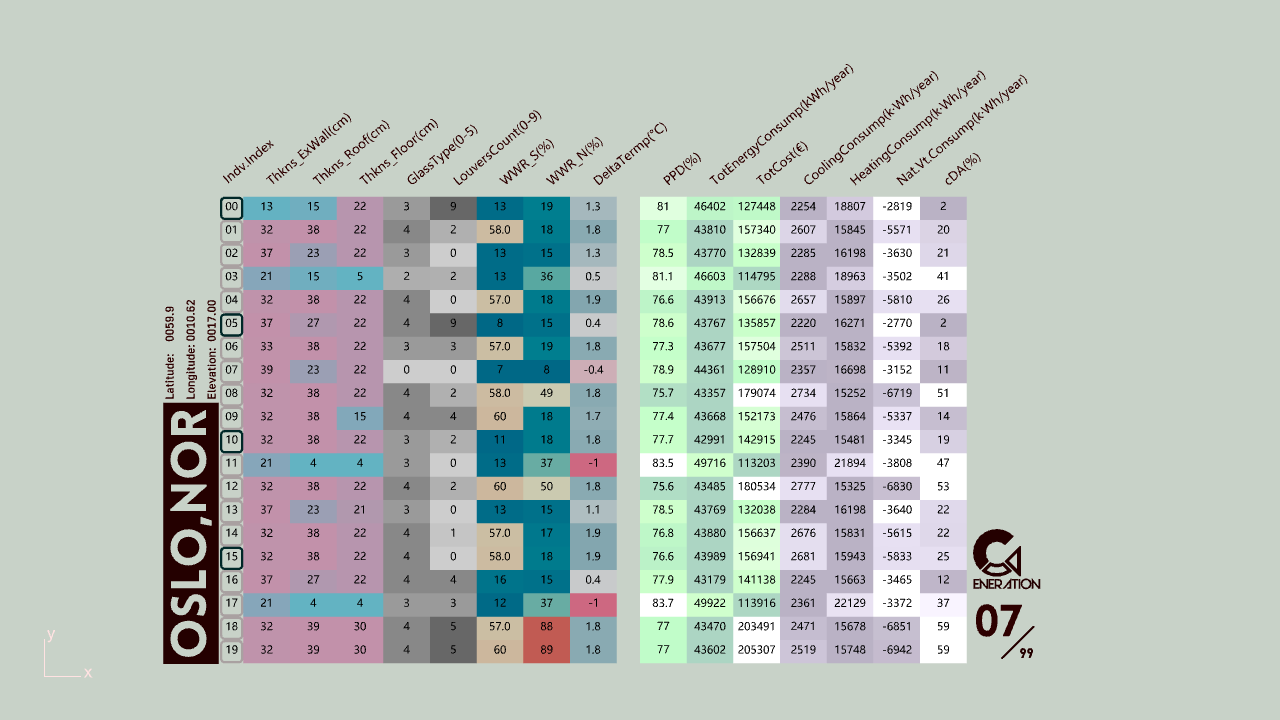 Indv.Index Thkns_ExWall(cm) Thkns_Roof(cm) Thkns_Floor(cm) GlassType(0-5) LouversCount(0-9) WWR_S(%) WWR_N(%) DeltaTermp(°C) PPD(%) TotEnergyConsump(kWh/year) TotCost(€) CoolingConsump(k·Wh/year) HeatingConsump(k·Wh/year) Nat.Vt.Consump(k·Wh/year) cDA(%)
00 13 15 22 3 9 13 19 1.3 81 46402 127448 2254 18807 -2819 2
01 32 38 22 4 2 58.0 18 1.8 77 43810 157340 2607 15845 -5571 20
02 37 23 22 3 0 13 15 1.3 78.5 43770 132839 2285 16198 -3630 21
03 21 15 5 2 2 13 36 0.5 81.1 46603 114795 2288 18963 -3502 41
04 32 38 22 4 0 57.0 18 1.9 76.6 43913 156676 2657 15897 -5810 26
05 37 27 22 4 9 8 15 0.4 78.6 43767 135857 2220 16271 -2770 2
06 33 38 22 3 3 57.0 19 1.8 77.3 43677 157504 2511 15832 -5392 18
07 39 23 22 0 0 7 8 -0.4 78.9 44361 128910 2357 16698 -3152 11
08 32 38 22 4 2 58.0 49 1.8 75.7 43357 179074 2734 15252 -6719 51
09 32 38 15 4 4 60 18 1.7 77.4 43668 152173 2476 15864 -5337 14
10 32 38 22 3 2 11 18 1.8 77.7 42991 142915 2245 15481 -3345 19
11 21 4 4 3 0 13 37 -1 83.5 49716 113203 2390 21894 -3808 47
12 32 38 22 4 2 60 50 1.8 75.6 43485 180534 2777 15325 -6830 53
13 37 23 21 3 0 13 15 1.1 78.5 43769 132038 2284 16198 -3640 22
14 32 38 22 4 1 57.0 17 1.9 76.8 43880 156637 2676 15831 -5615 22
15 32 38 22 4 0 58.0 18 1.9 76.6 43989 156941 2681 15943 -5833 25
16 37 27 22 4 4 16 15 0.4 77.9 43179 141138 2245 15663 -3465 12
17 21 4 4 3 3 12 37 -1 83.7 49922 113916 2361 22129 -3372 37
18 32 39 30 4 5 57.0 88 1.8 77 43470 203491 2471 15678 -6851 59
19 32 39 30 4 5 60 89 1.8 77 43602 205307 2519 15748 -6942 59
Latitude: 0059.9
Longitude: 0010.62
Elevation: 0017.00
OSLO,NOR
ENERATION
07/99
y
x